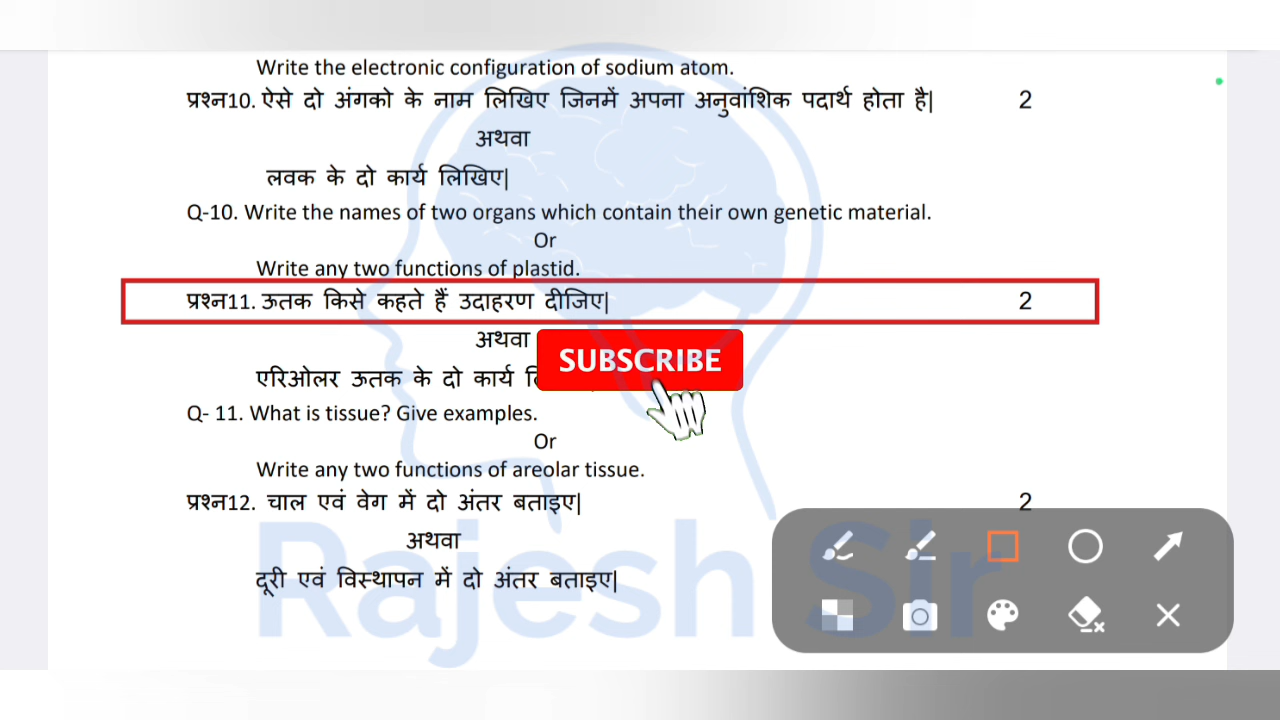 Write the electronic configuration of sodium atom.
प्रश्न10. ऐसे दो अंगको के नाम लिखिए जिनमें अपना अनुवांशिक पदार्थ होता है| 2
अथवा
लवक के दो कार्य लिखिए|
Q-10. Write the names of two organs which contain their own genetic material.
Or
Write any two functions of plastid.
प्रश्न11. ऊतक किसे कहते हैं उदाहरण दीजिए| 2
अथवा
SUBSCRIBE
एरिओलर ऊतक के दो कार्य
Q- 11. What is tissue? Give examples.
Or
Write any two functions of areolar tissue.
प्रश्न12. चाल एवं वेग में दो अंतर बताइए| 2
अथवा
दूरी एवं विस्थापन में दो अंतर बताइए|
Rajesh Sir